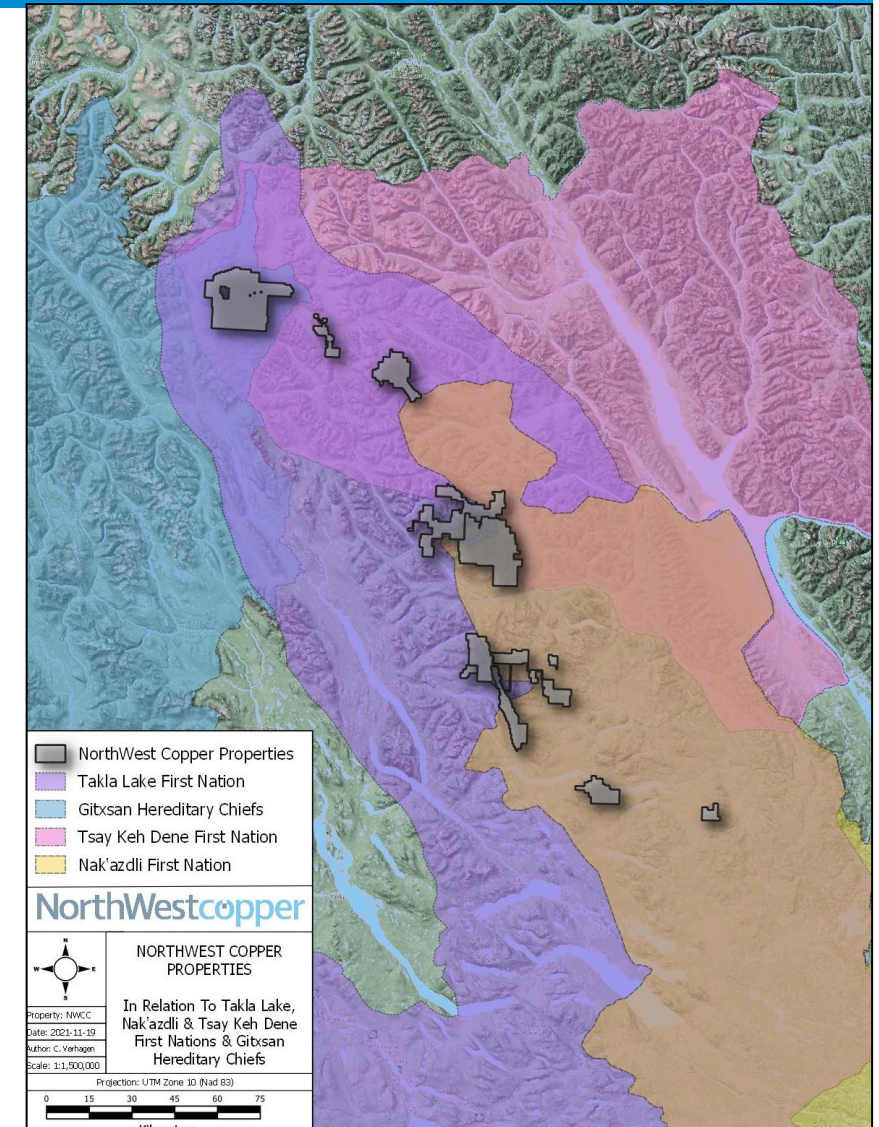 NorthWest Copper Properties
Takla Lake First Nation
Gitxsan Hereditary Chiefs
Tsay Keh Dene First Nation
Nak'azdli First Nation
NorthWestcopper
N
W E
S
NORTHWEST COPPER
PROPERTIES
In Relation To Takla Lake,
Nak'azdli & Tsay Keh Dene
First Nations & Gitxsan
Hereditary Chiefs
Property: NWCC
Date: 2021-11-19
Author: C. Verhagen
Scale: 1:1,500,000
Projection: UTM Zone 10 (Nad 83)
0 15 30 45 60 75